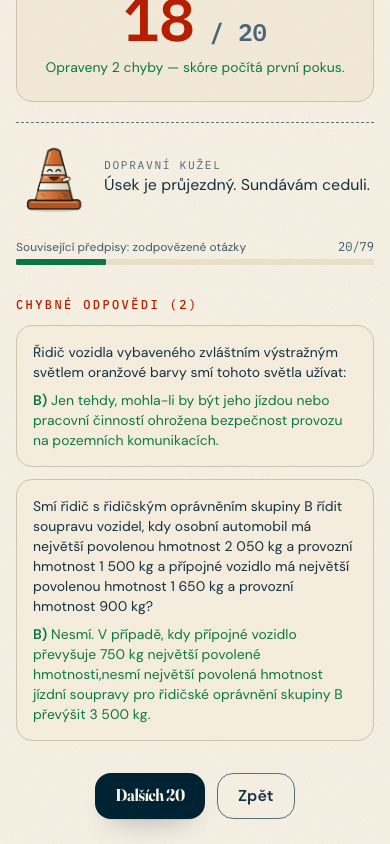 18 / 20
Opraveny 2 chyby — skóre počítá první pokus.
DOPRAVNÍ KUŽEL
Úsek je průjezdný. Sundávám ceduli.
Související předpisy: zodpovězené otázky 20/79
CHYBNÉ ODPOVĚDI (2)
Řidič vozidla vybaveného zvláštním výstražným
světlem oranžové barvy smí tohoto světla užívat:
B) Jen tehdy, mohla-li by být jeho jízdou nebo
pracovní činností ohrožena bezpečnost provozu
na pozemních komunikacích.
Smí řidič s řidičským oprávněním skupiny B řídit
soupravu vozidel, kdy osobní automobil má
největší povolenou hmotnost 2 050 kg a provozní
hmotnost 1 500 kg a přípojné vozidlo má největší
povolenou hmotnost 1 650 kg a provozní
hmotnost 900 kg?
B) Nesmí. V případě, kdy přípojné vozidlo
převyšuje 750 kg největší povolené
hmotnosti,nesmí největší povolená hmotnost
jízdní soupravy pro řidičské oprávnění skupiny B
převýšit 3 500 kg.
Dalších 20
Zpět